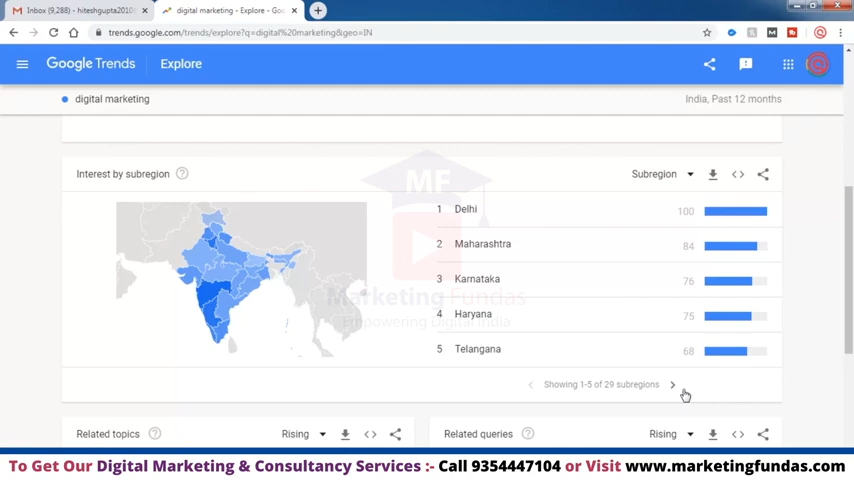 Inbox (9,288) - hiteshgupta2010@
digital marketing - Explore - Goo
trends.google.com/trends/explore?q=digital%20marketing&geo=IN
Google Trends
Explore
digital marketing
India, Past 12 months
Interest by subregion
Subregion
1 Delhi 100
2 Maharashtra 84
3 Karnataka 76
4 Haryana 75
5 Telangana 68
MF
Marketing Fundas
Empowering Digital India
Showing 1-5 of 29 subregions
Related topics
Rising
Related queries
Rising
To Get Our Digital Marketing & Consultancy Services :- Call 9354447104 or Visit www.marketingfundas.com